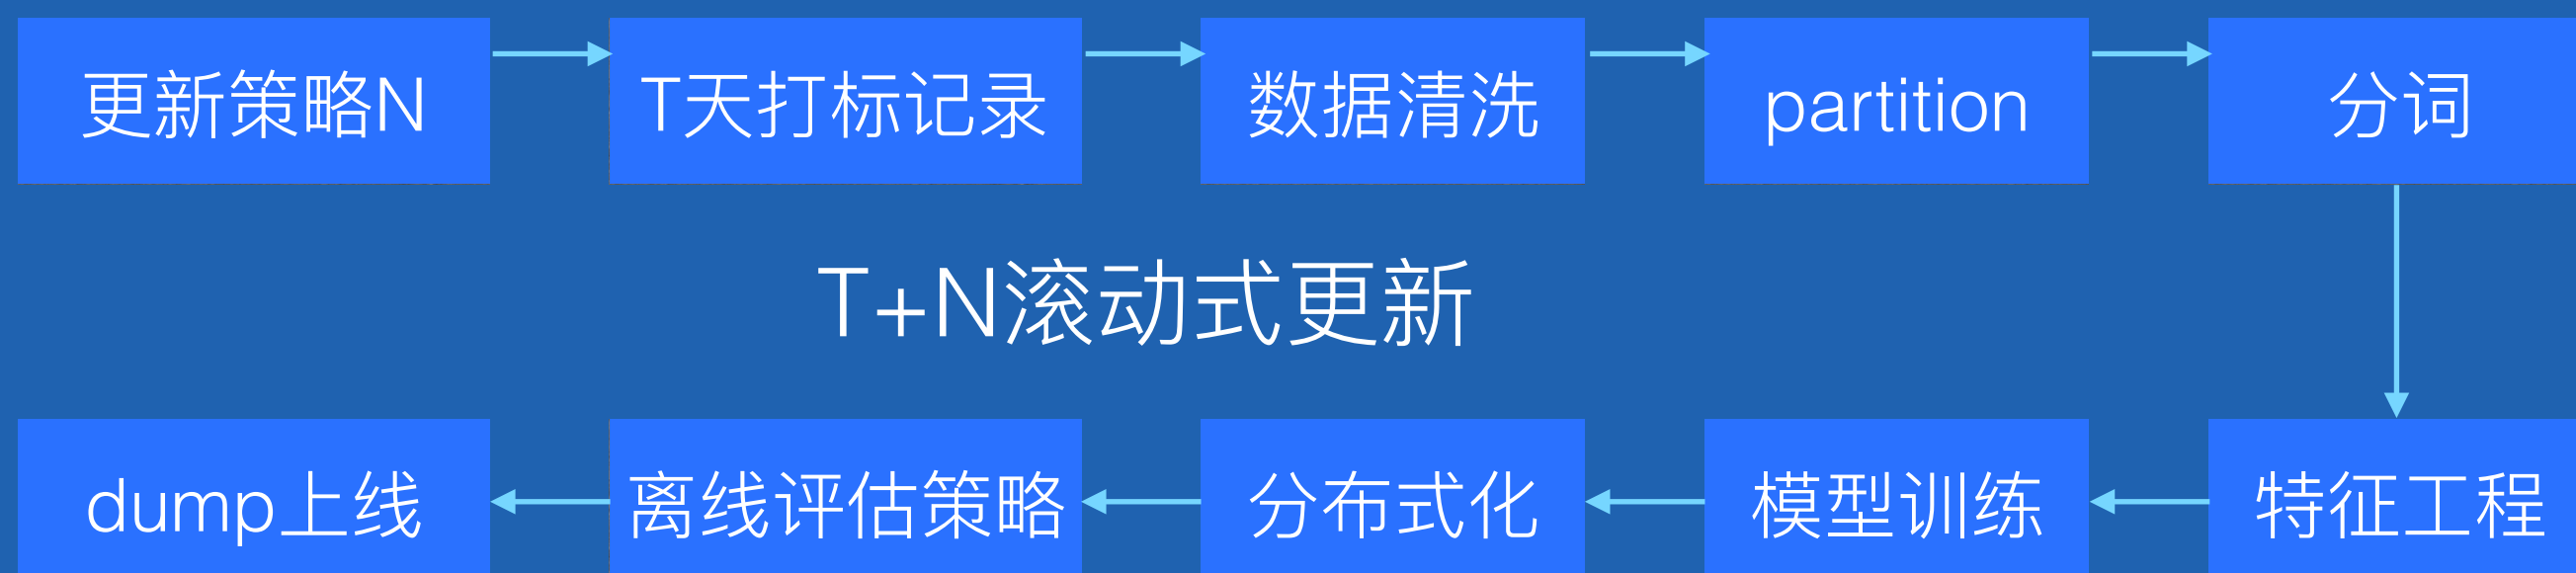 更新策略N
T天打标记录
数据清洗
partition
分词
T+N滚动式更新
dump上线
离线评估策略
分布式化
模型训练
特征工程